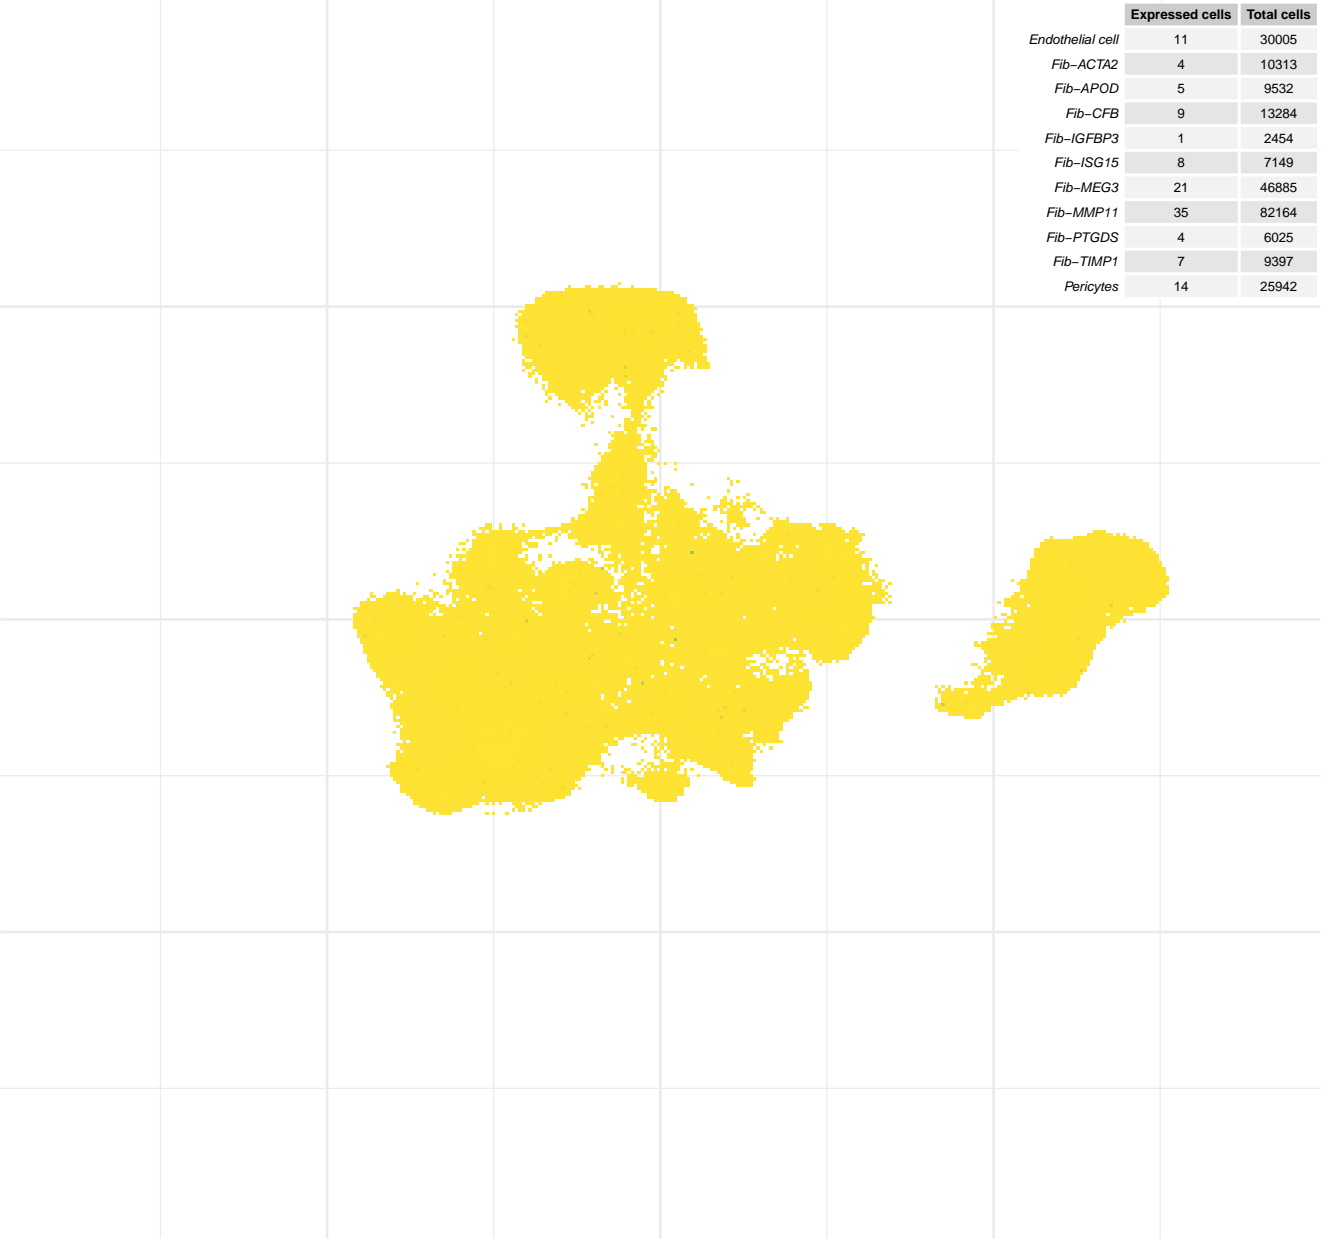 Expressed cells Total cells
Endothelial cell 11 30005
Fib−ACTA2 4 10313
Fib−APOD 5 9532
Fib−CFB 9 13284
Fib−IGFBP3 1 2454
Fib−ISG15 8 7149
Fib−MEG3 21 46885
Fib−MMP11 35 82164
Fib−PTGDS 4 6025
Fib−TIMP1 7 9397
Pericytes 14 25942